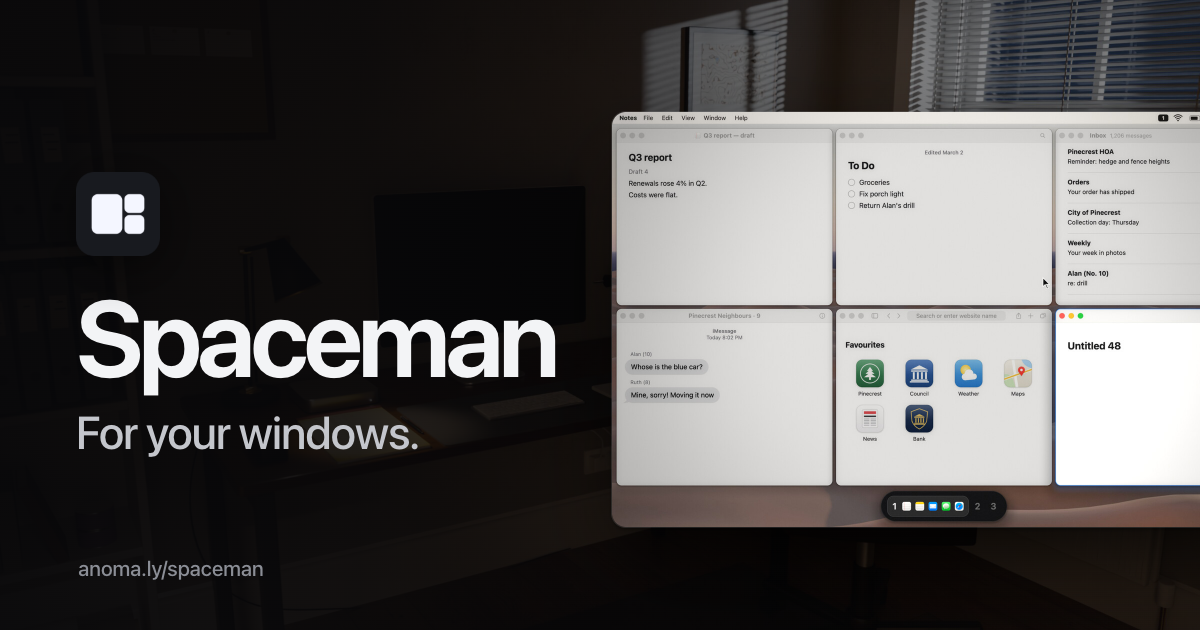 Spaceman
For your windows.
anoma.ly/spaceman
Notes File Edit View Window Help
1
Q3 report — draft
Q3 report
Draft 4
Renewals rose 4% in Q2.
Costs were flat.
Edited March 2
To Do
Groceries
Fix porch light
Return Alan's drill
Inbox 1,206 messages
Pinecrest HOA
Reminder: hedge and fence heights
Orders
Your order has shipped
City of Pinecrest
Collection day: Thursday
Weekly
Your week in photos
Alan (No. 10)
re: drill
Pinecrest Neighbours · 9
iMessage
Today 8:02 PM
Alan (10)
Whose is the blue car?
Ruth (8)
Mine, sorry! Moving it now
Search or enter website name
Favourites
Pinecrest Council Weather Maps
News Bank
Untitled 48
1 2 3